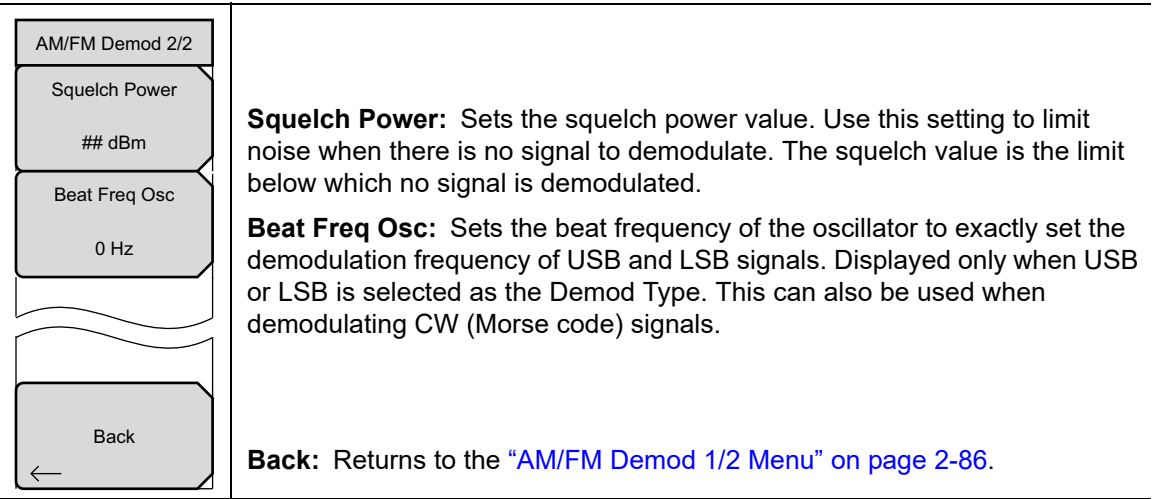 AM/FM Demod 2/2
Squelch Power
## dBm
Beat Freq Osc
0 Hz
Back
Squelch Power: Sets the squelch power value. Use this setting to limit
noise when there is no signal to demodulate. The squelch value is the limit
below which no signal is demodulated.
Beat Freq Osc: Sets the beat frequency of the oscillator to exactly set the
demodulation frequency of USB and LSB signals. Displayed only when USB
or LSB is selected as the Demod Type. This can also be used when
demodulating CW (Morse code) signals.
Back: Returns to the “AM/FM Demod 1/2 Menu” on page 2-86.